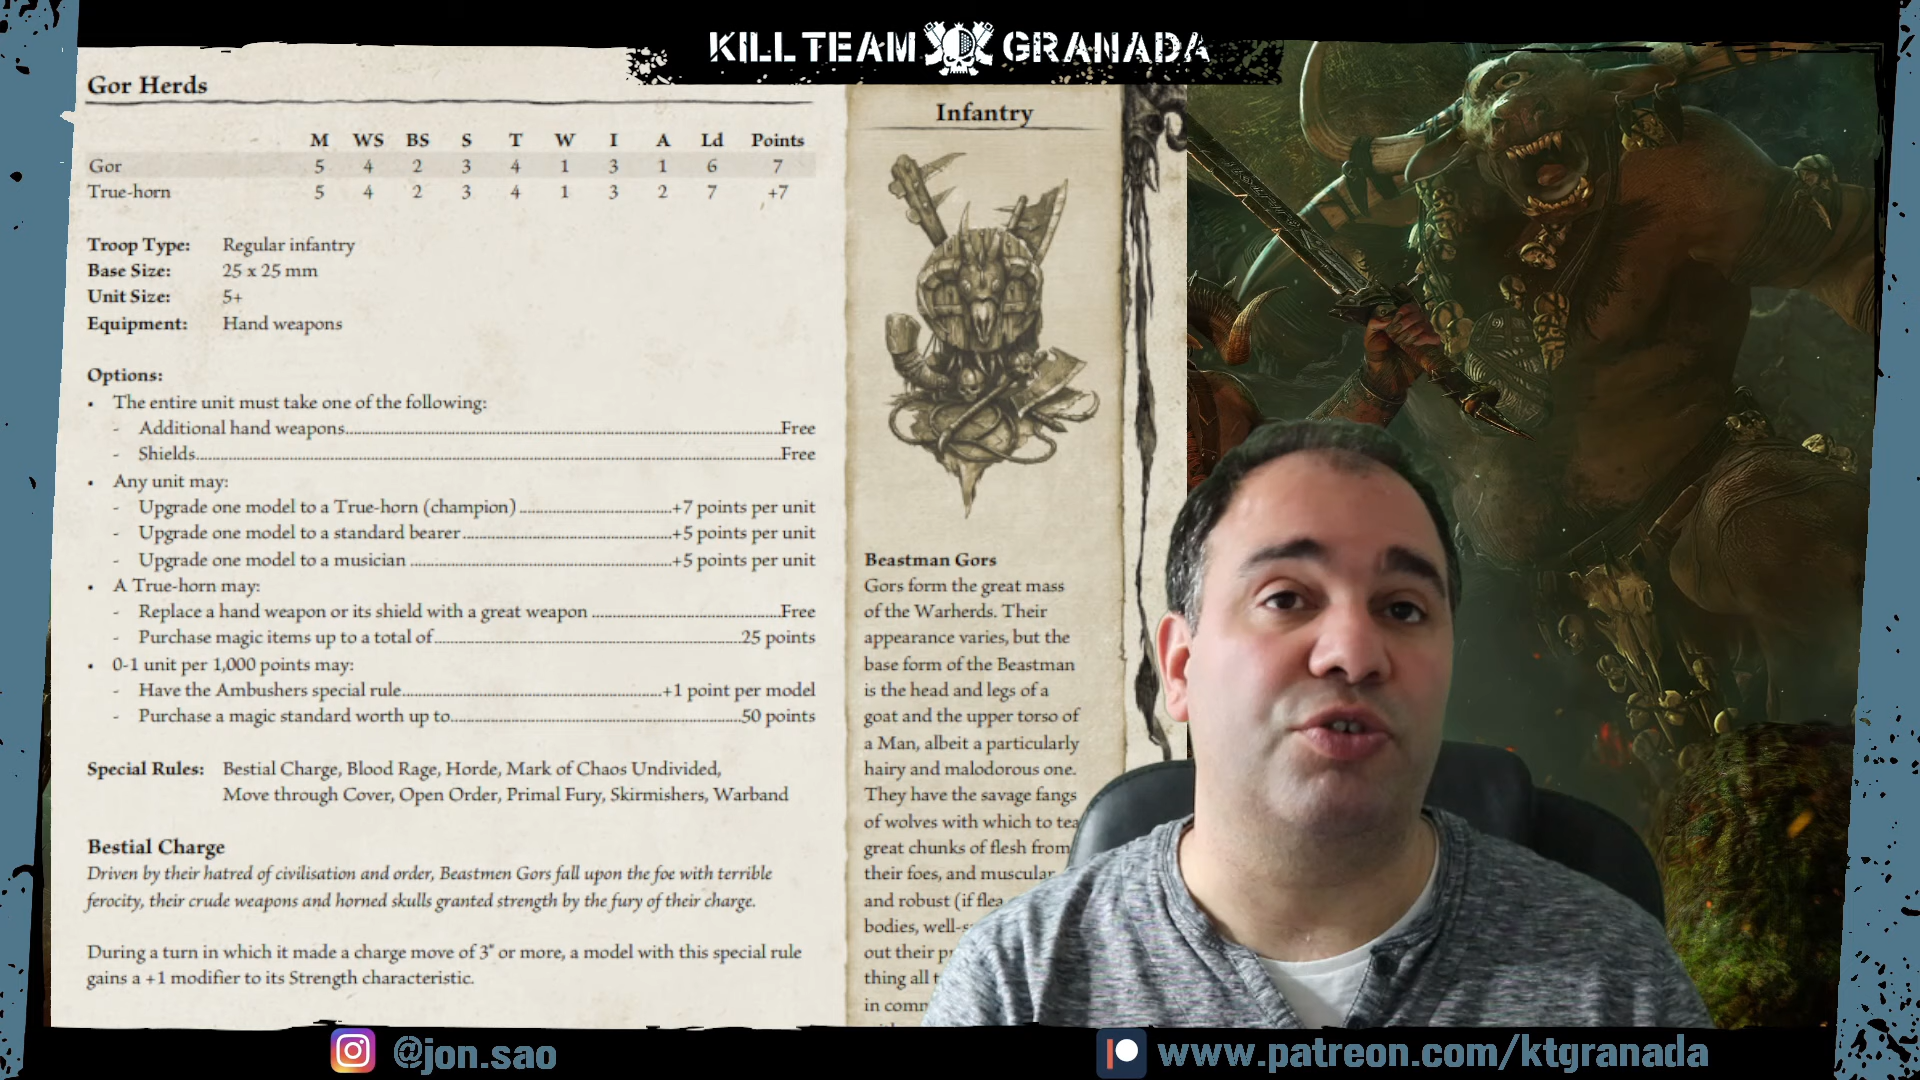 KILL TEAM GRANADA
Gor Herds
M WS BS S T W I A Ld Points
Gor 5 4 2 3 4 1 3 1 6 7
True-horn 5 4 2 3 4 1 3 2 7 +7
Troop Type: Regular infantry
Base Size: 25 x 25 mm
Unit Size: 5+
Equipment: Hand weapons
Options:
• The entire unit must take one of the following:
- Additional hand weapons Free
- Shields Free
• Any unit may:
- Upgrade one model to a True-horn (champion) +7 points per unit
- Upgrade one model to a standard bearer +5 points per unit
- Upgrade one model to a musician +5 points per unit
• A True-horn may:
- Replace a hand weapon or its shield with a great weapon Free
- Purchase magic items up to a total of 25 points
• 0-1 unit per 1,000 points may:
- Have the Ambushers special rule +1 point per model
- Purchase a magic standard worth up to 50 points
Special Rules: Bestial Charge, Blood Rage, Horde, Mark of Chaos Undivided,
Move through Cover, Open Order, Primal Fury, Skirmishers, Warband
Bestial Charge
Driven by their hatred of civilisation and order, Beastmen Gors fall upon the foe with terrible
ferocity, their crude weapons and horned skulls granted strength by the fury of their charge.
During a turn in which it made a charge move of 3" or more, a model with this special rule
gains a +1 modifier to its Strength characteristic.
Infantry
Beastman Gors
Gors form the great mass
of the Warherds. Their
appearance varies, but the
base form of the Beastman
is the head and legs of a
goat and the upper torso of
a Man, albeit a particularly
hairy and malodorous one.
They have the savage fangs
of wolves with which to tea
great chunks of flesh from
their foes, and muscular
and robust (if flea
bodies, well-s
out their pr
thing all t
in comm
@jon.sao
www.patreon.com/ktgranada